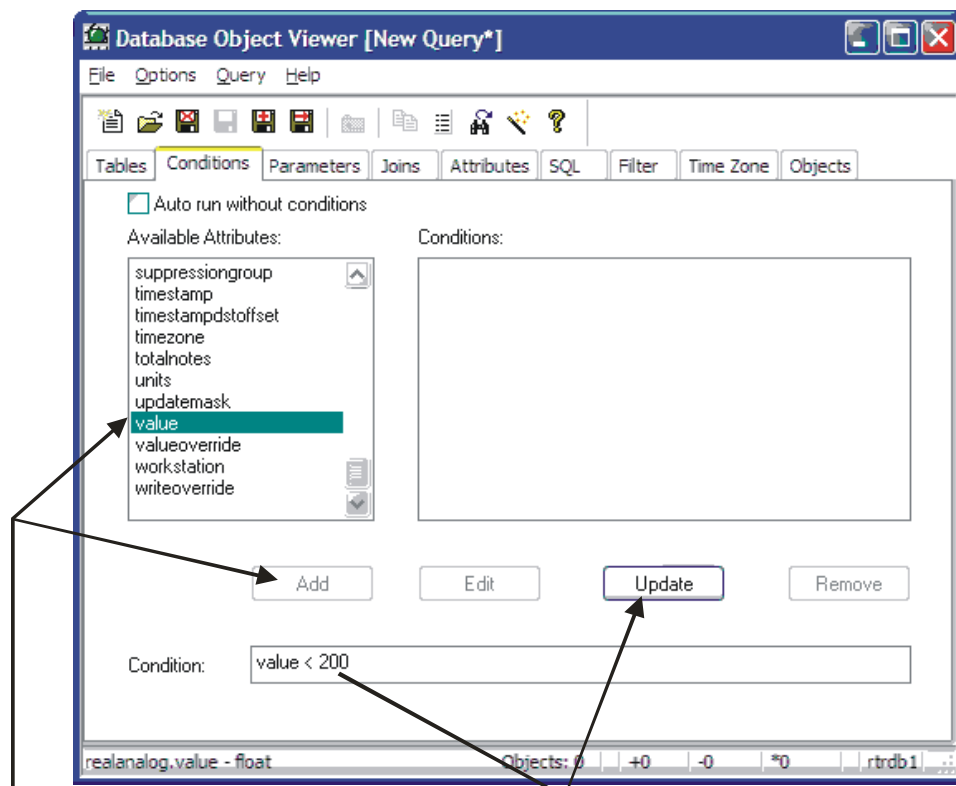 Database Object Viewer [New Query*]
File Options Query Help
Tables Conditions Parameters Joins Attributes SQL Filter Time Zone Objects
Auto run without conditions
Available Attributes: Conditions:
suppressiongroup
timestamp
timestampdstoffset
timezone
totalnotes
units
updatemask
value
valueoverride
workstation
writeoverride
Add Edit Update Remove
Condition: value < 200
realanalog.value - float Objects: 0 +0 -0 *0 rtrdb1